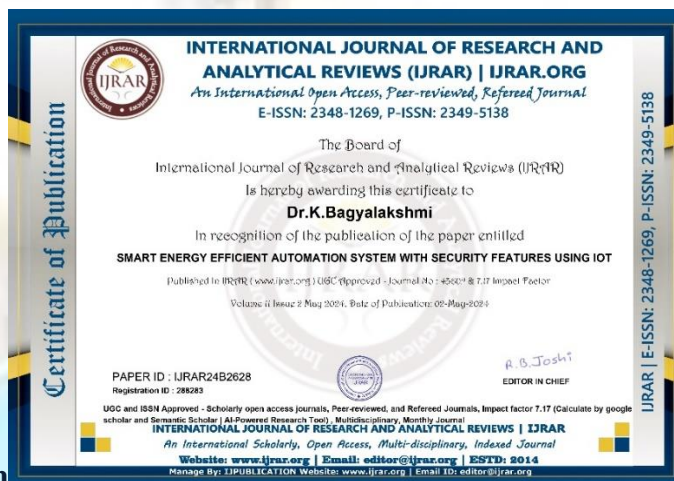 INTERNATIONAL JOURNAL OF RESEARCH AND
ANALYTICAL REVIEWS (IJRAR) | IJRAR.ORG
An International Open Access, Peer-reviewed, Refereed Journal
E-ISSN: 2348-1269, P-ISSN: 2349-5138
IJRAR
Certificate of Publication
The Board of
International Journal of Research and Analytical Reviews (IJRAR)
Is hereby awarding this certificate to
Dr.K.Bagyalakshmi
In recognition of the publication of the paper entitled
SMART ENERGY EFFICIENT AUTOMATION SYSTEM WITH SECURITY FEATURES USING IOT
Published In IJRAR ( www.ijrar.org ) UGC Approved - Journal No : 43602 & 7.17 Impact Factor
Volume 11 Issue 2 May 2024, Date of Publication: 02-May-2024
PAPER ID : IJRAR24B2628
Registration ID : 288283
R.B.Joshi
EDITOR IN CHIEF
UGC and ISSN Approved - Scholarly open access journals, Peer-reviewed, and Refereed Journals, Impact factor 7.17 (Calculate by google
scholar and Semantic Scholar | AI-Powered Research Tool) , Multidisciplinary, Monthly Journal
INTERNATIONAL JOURNAL OF RESEARCH AND ANALYTICAL REVIEWS | IJRAR
An International Scholarly, Open Access, Multi-disciplinary, Indexed Journal
Website: www.ijrar.org | Email: editor@ijrar.org | ESTD: 2014
Manage By: IJPUBLICATION Website: www.ijrar.org | Email ID: editor@ijrar.org
IJRAR | E-ISSN: 2348-1269, P-ISSN: 2349-5138